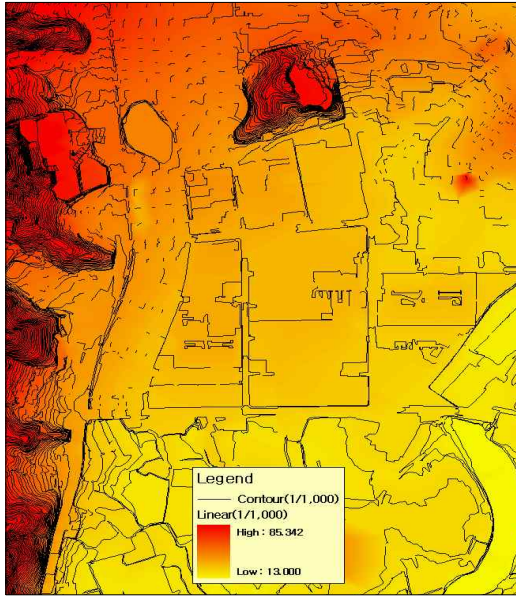 Legend
Contour(1/1,000)
Linear(1/1,000)
High : 85.342
Low : 13.000